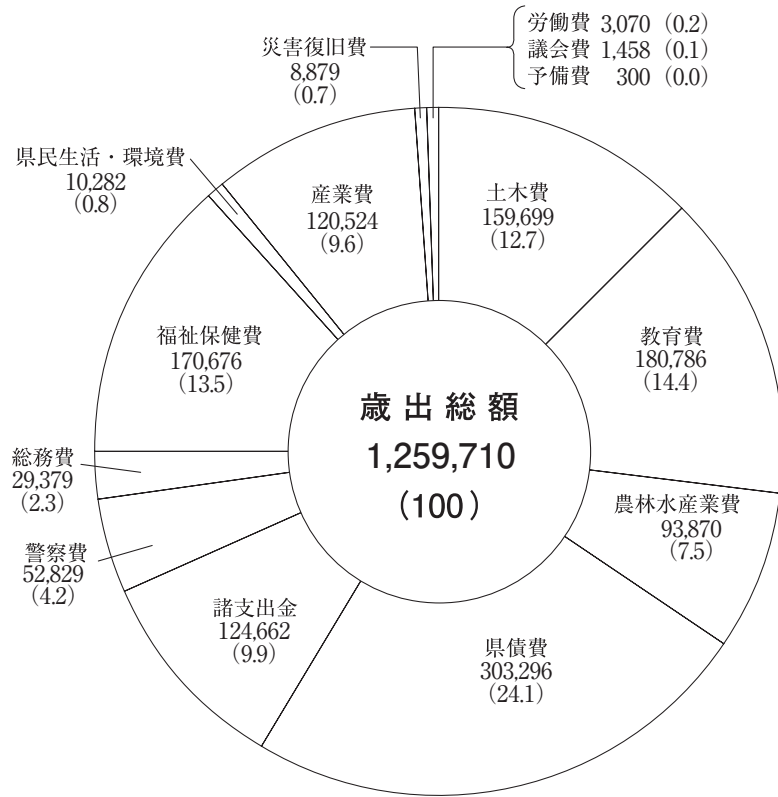 労働費 3,070 (0.2)
議会費 1,458 (0.1)
予備費 300 (0.0)
災害復旧費
8,879
(0.7)
県民生活・環境費
10,282
(0.8)
産業費
120,524
(9.6)
土木費
159,699
(12.7)
福祉保健費
170,676
(13.5)
教育費
180,786
(14.4)
歳出総額
1,259,710
(100)
総務費
29,379
(2.3)
農林水産業費
93,870
(7.5)
警察費
52,829
(4.2)
諸支出金
124,662
(9.9)
県債費
303,296
(24.1)